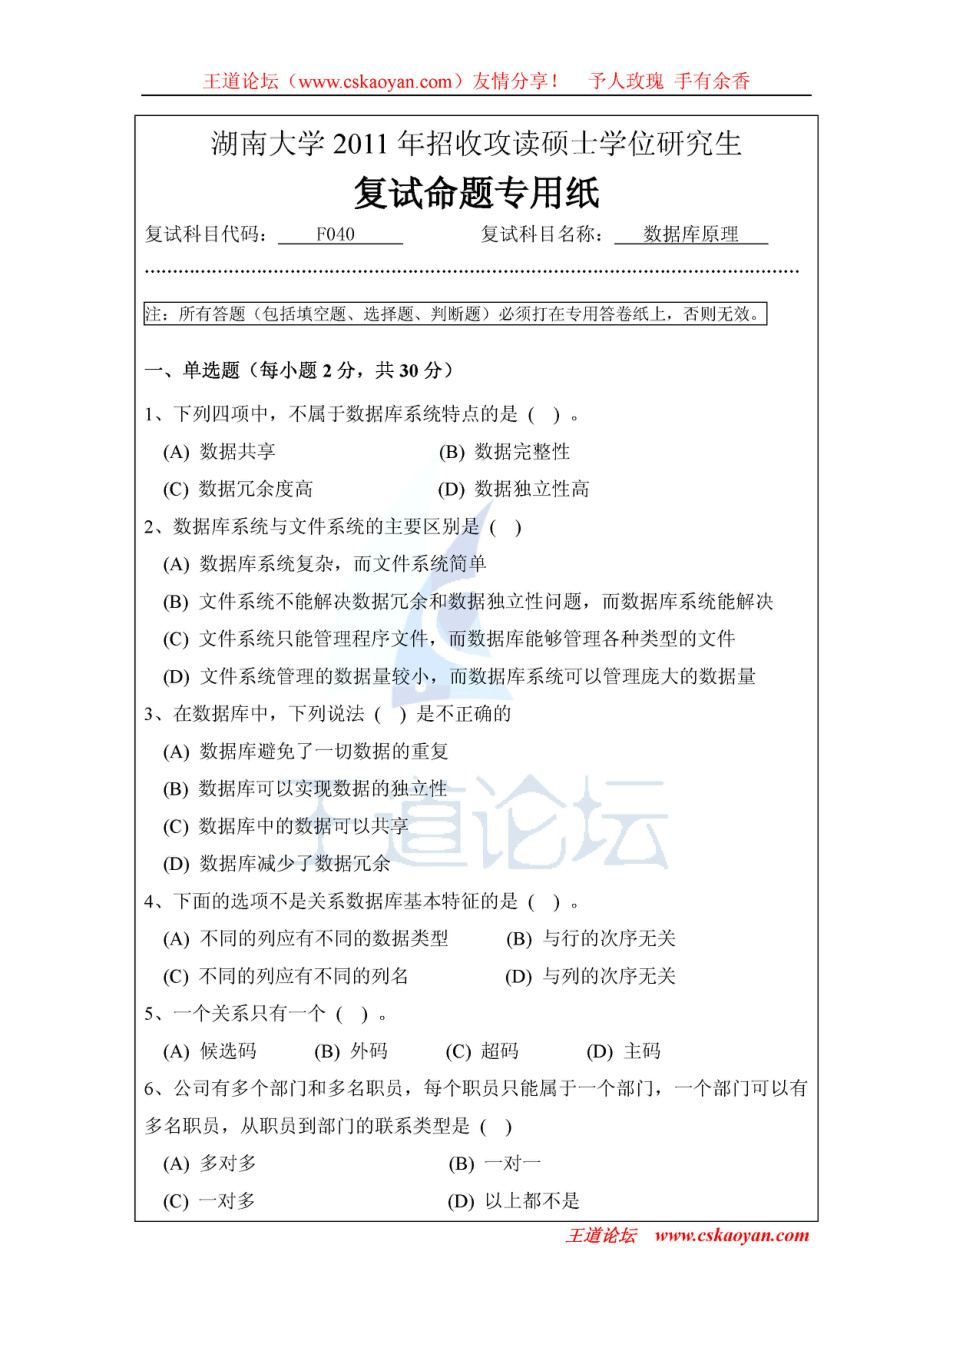 王道论坛（www.cskaoyan.com）友情分享！ 予人玫瑰 手有余香
湖南大学 2011 年招收攻读硕士学位研究生
复试命题专用纸
复试科目代码： F040 复试科目名称： 数据库原理
注：所有答题（包括填空题、选择题、判断题）必须打在专用答卷纸上，否则无效。
一、单选题（每小题 2 分，共 30 分）
1、下列四项中，不属于数据库系统特点的是 ( ) 。
(A) 数据共享 (B) 数据完整性
(C) 数据冗余度高 (D) 数据独立性高
2、数据库系统与文件系统的主要区别是 ( )
(A) 数据库系统复杂，而文件系统简单
(B) 文件系统不能解决数据冗余和数据独立性问题，而数据库系统能解决
(C) 文件系统只能管理程序文件，而数据库能够管理各种类型的文件
(D) 文件系统管理的数据量较小，而数据库系统可以管理庞大的数据量
3、在数据库中，下列说法 ( ) 是不正确的
(A) 数据库避免了一切数据的重复
(B) 数据库可以实现数据的独立性
(C) 数据库中的数据可以共享
(D) 数据库减少了数据冗余
王道论坛
4、下面的选项不是关系数据库基本特征的是 ( ) 。
(A) 不同的列应有不同的数据类型 (B) 与行的次序无关
(C) 不同的列应有不同的列名 (D) 与列的次序无关
5、一个关系只有一个 ( ) 。
(A) 候选码 (B) 外码 (C) 超码 (D) 主码
6、公司有多个部门和多名职员，每个职员只能属于一个部门，一个部门可以有
多名职员，从职员到部门的联系类型是 ( )
(A) 多对多 (B) 一对一
(C) 一对多 (D) 以上都不是
王道论坛 www.cskaoyan.com